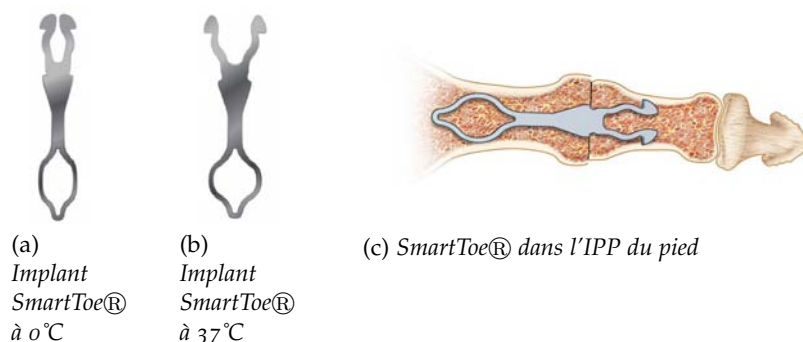 (a)
Implant
SmartToe®
à 0°C
(b)
Implant
SmartToe®
à 37°C
(c) SmartToe® dans l'IPP du pied